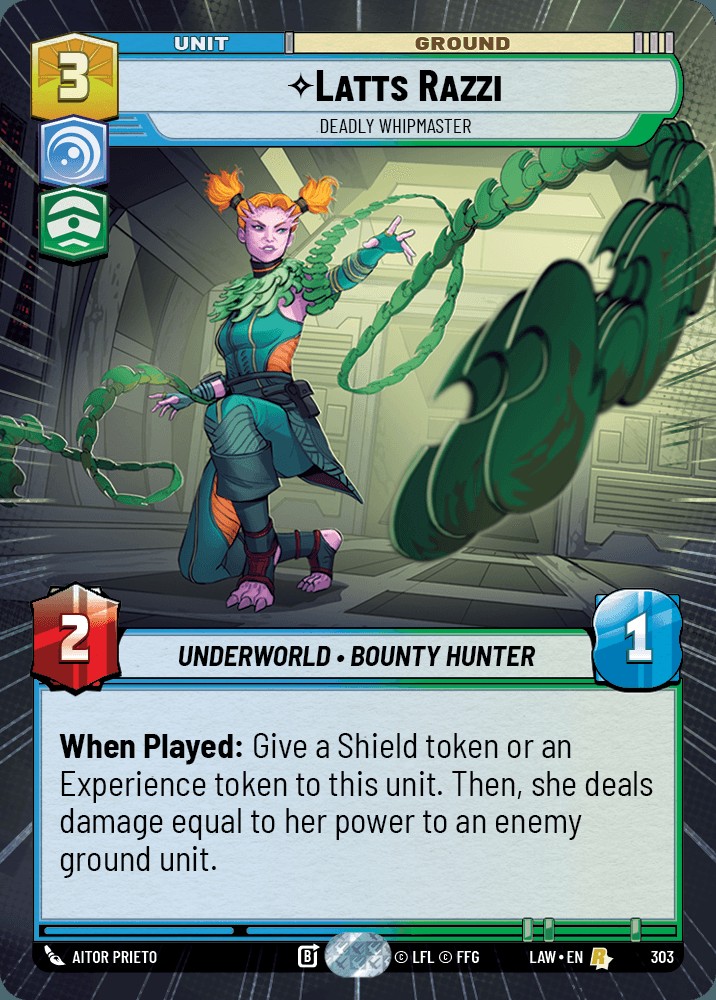 UNIT
GROUND
3
✧LATTS RAZZI
DEADLY WHIPMASTER
2
UNDERWORLD • BOUNTY HUNTER
1
When Played: Give a Shield token or an
Experience token to this unit. Then, she deals
damage equal to her power to an enemy
ground unit.
AITOR PRIETO
B
© LFL © FFG
LAW • EN
R
303